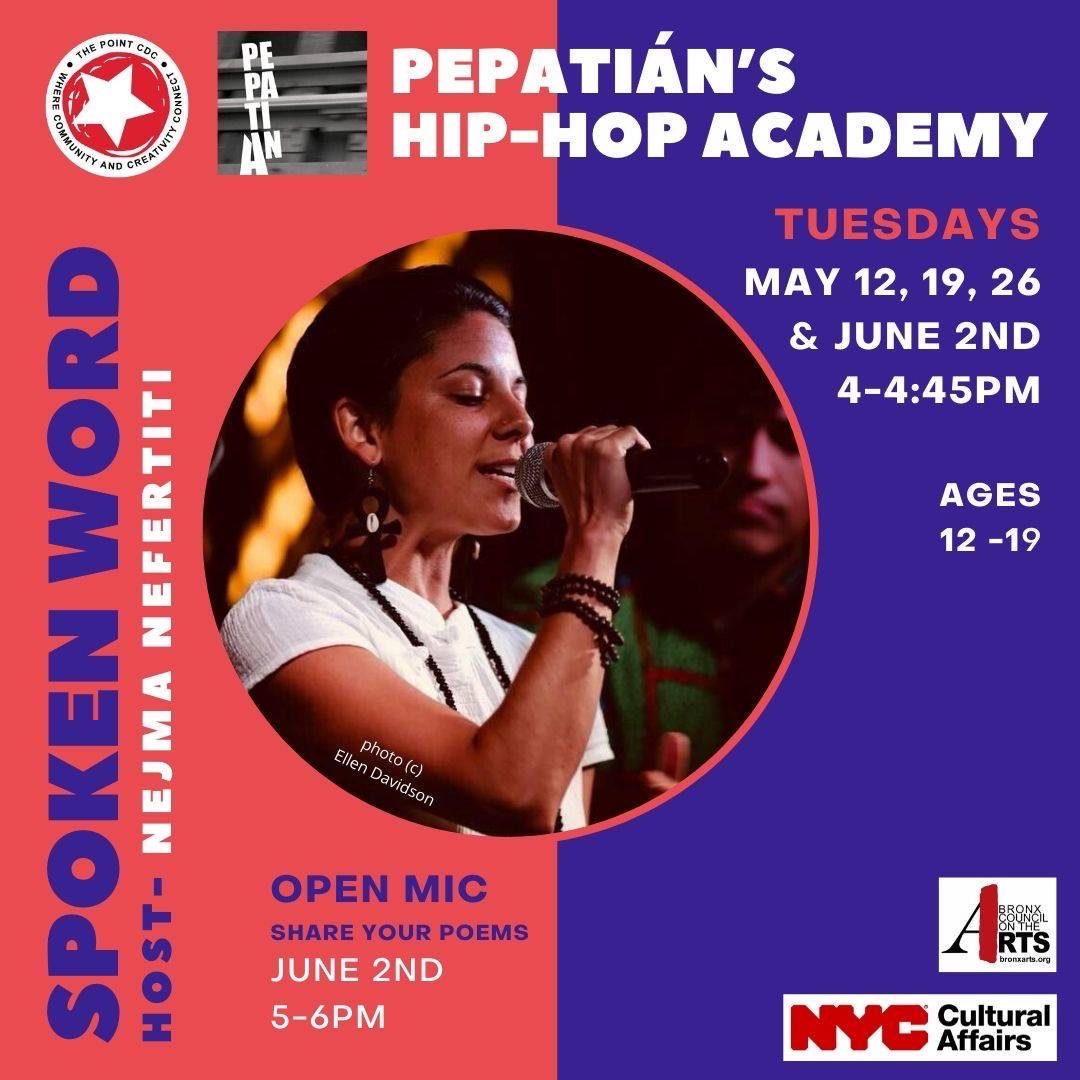 THE POINT CDC
WHERE COMMUNITY AND CREATIVITY CONNECT
PE
PA
TI
ÁN
PEPATIÁN'S
HIP-HOP ACADEMY
TUESDAYS
MAY 12, 19, 26
& JUNE 2ND
4-4:45PM
AGES
12 -19
SPOKEN WORD
HOST- NEJMA NEFERTITI
photo (c)
Ellen Davidson
OPEN MIC
SHARE YOUR POEMS
JUNE 2ND
5-6PM
BRONX
COUNCIL
ON THE
ARTS
bronxarts.org
NYC Cultural
Affairs